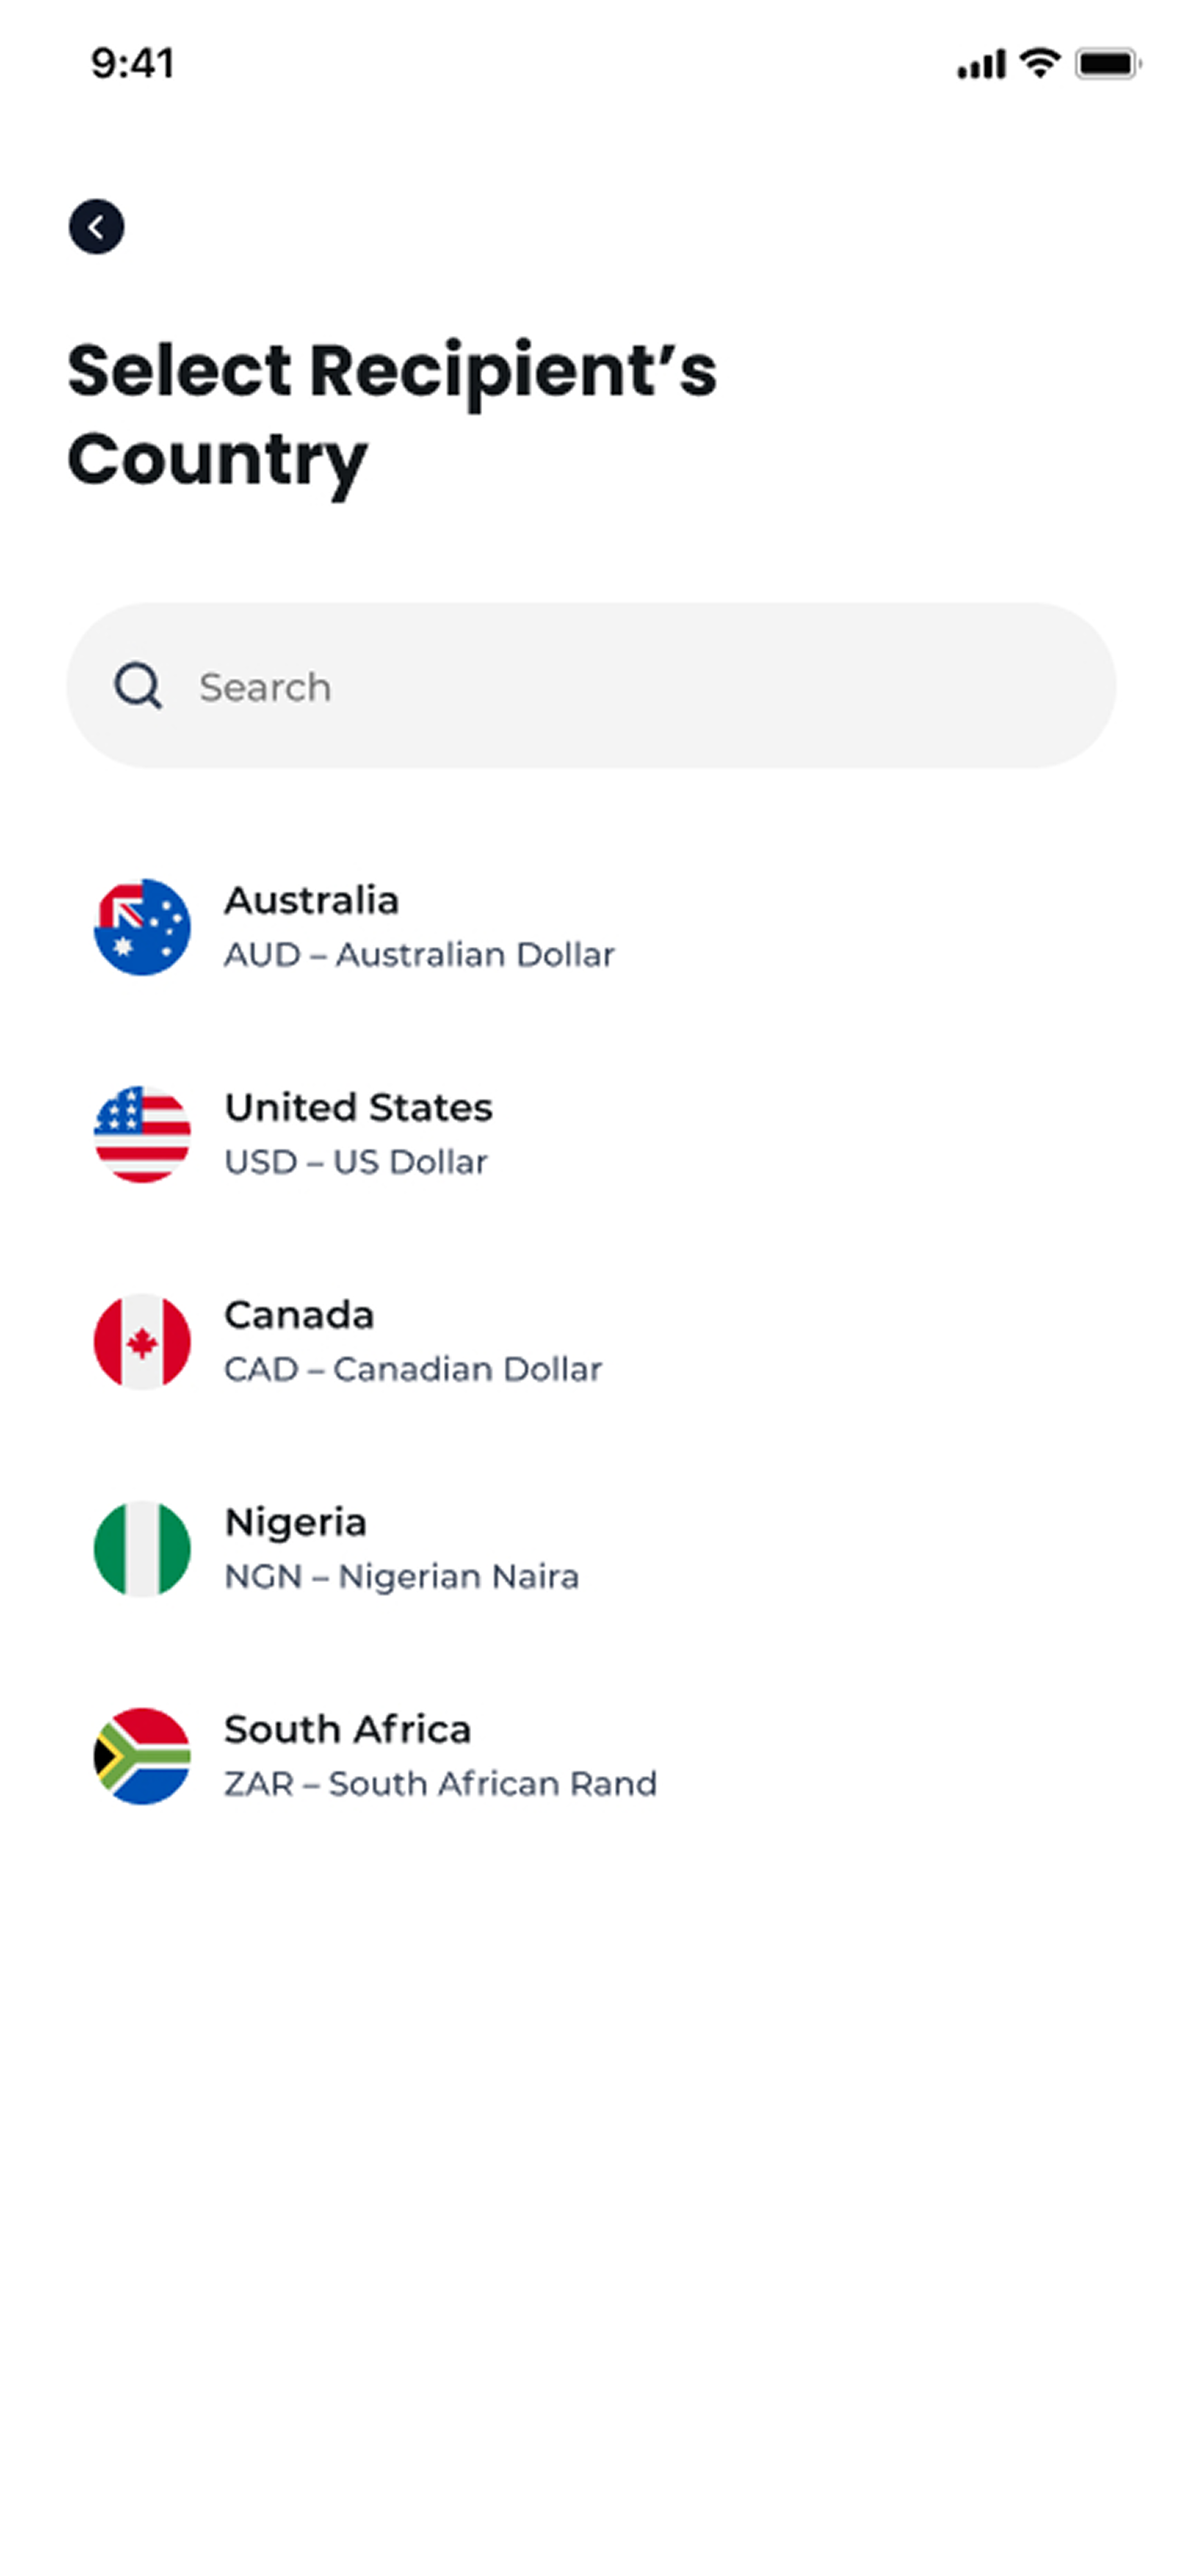 9:41
Select Recipient’s
Country
Search
Australia
AUD – Australian Dollar
United States
USD – US Dollar
Canada
CAD – Canadian Dollar
Nigeria
NGN – Nigerian Naira
South Africa
ZAR – South African Rand